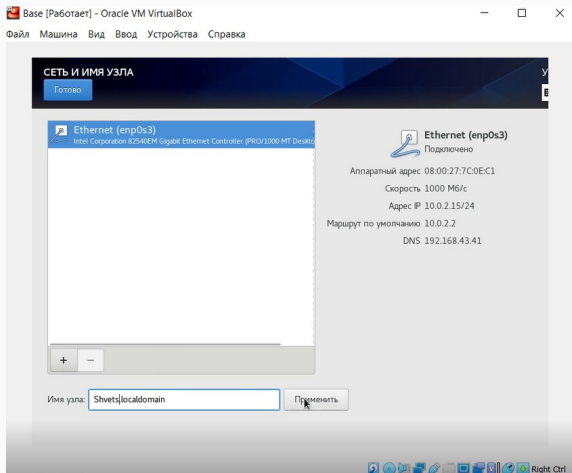 Base [Работает] - Oracle VM VirtualBox
Файл Машина Вид Ввод Устройства Справка
СЕТЬ И ИМЯ УЗЛА
Готово
Ethernet (enp0s3)
Intel Corporation 82540EM Gigabit Ethernet Controller (PRO/1000 MT Deskto
Ethernet (enp0s3)
Подключено
Аппаратный адрес 08:00:27:7C:0E:C1
Скорость 1000 Мб/с
Адрес IP 10.0.2.15/24
Маршрут по умолчанию 10.0.2.2
DNS 192.168.43.41
+ −
Имя узла: Shvets.localdomain Применить
Right Ctrl